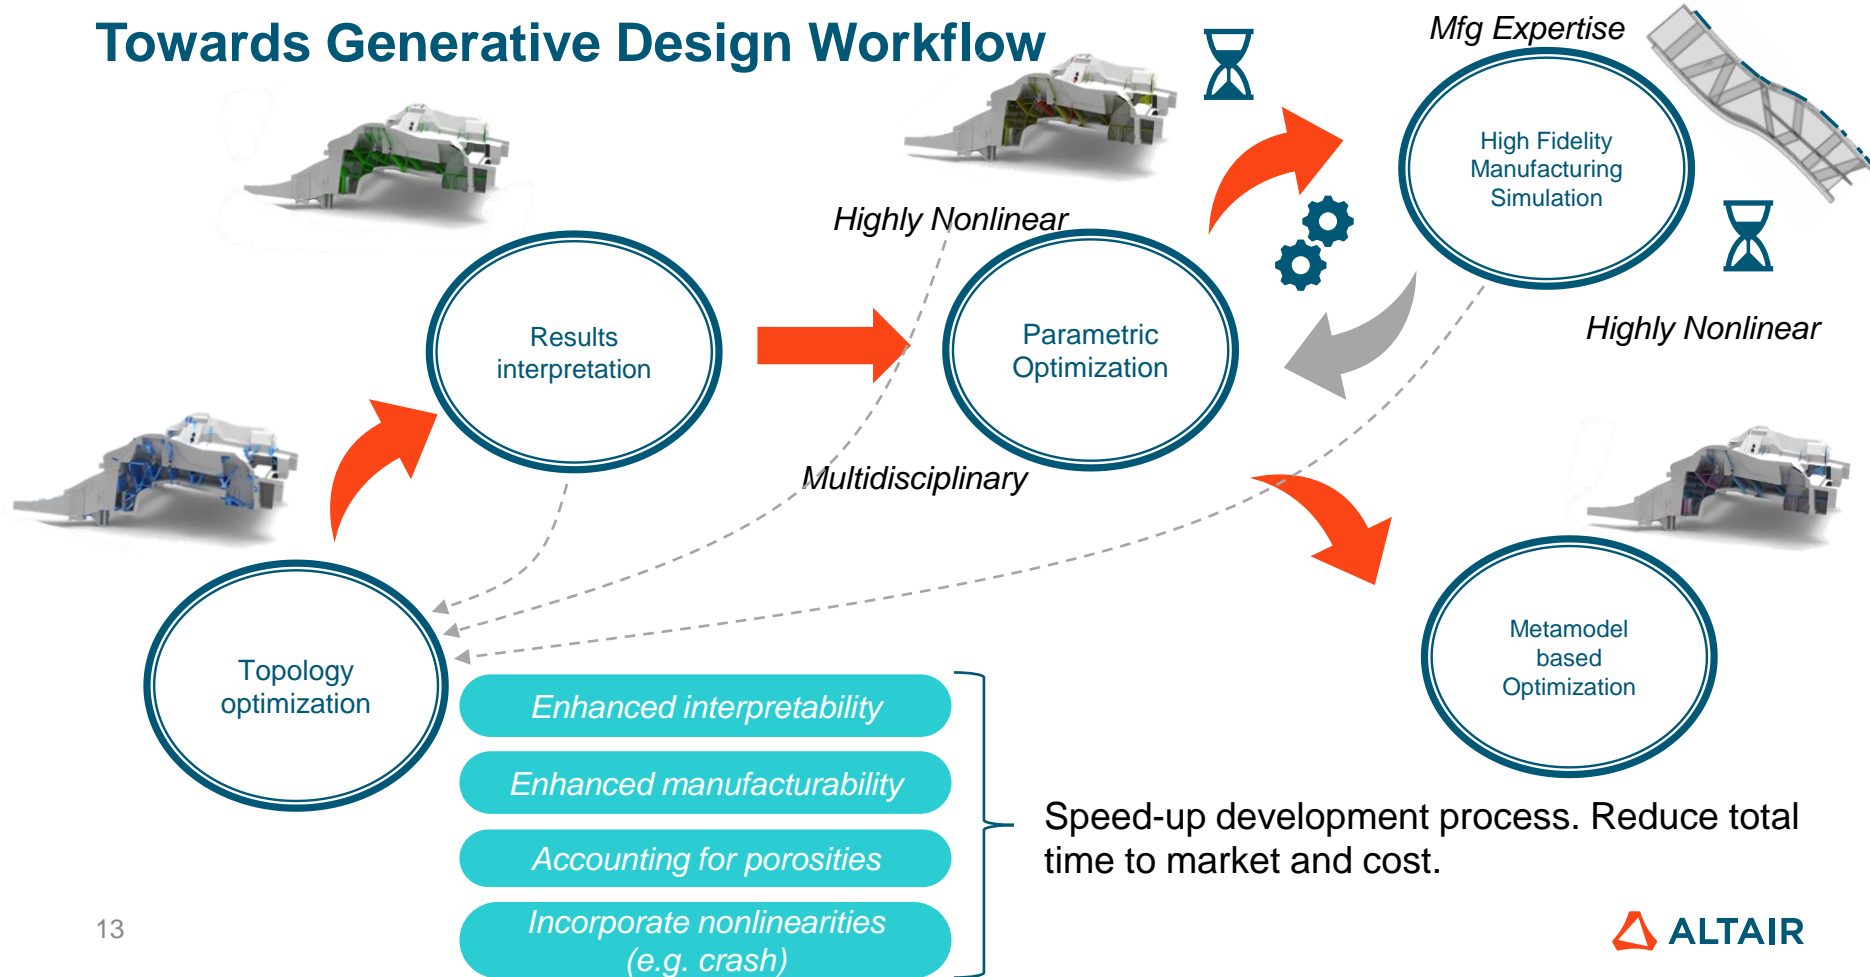 Towards Generative Design Workflow
Mfg Expertise
High Fidelity
Manufacturing
Simulation
Highly Nonlinear
Highly Nonlinear
Results
interpretation
Parametric
Optimization
Multidisciplinary
Topology
optimization
Metamodel
based
Optimization
Enhanced interpretability
Enhanced manufacturability
Accounting for porosities
Incorporate nonlinearities
(e.g. crash)
Speed-up development process. Reduce total
time to market and cost.
13
ALTAIR